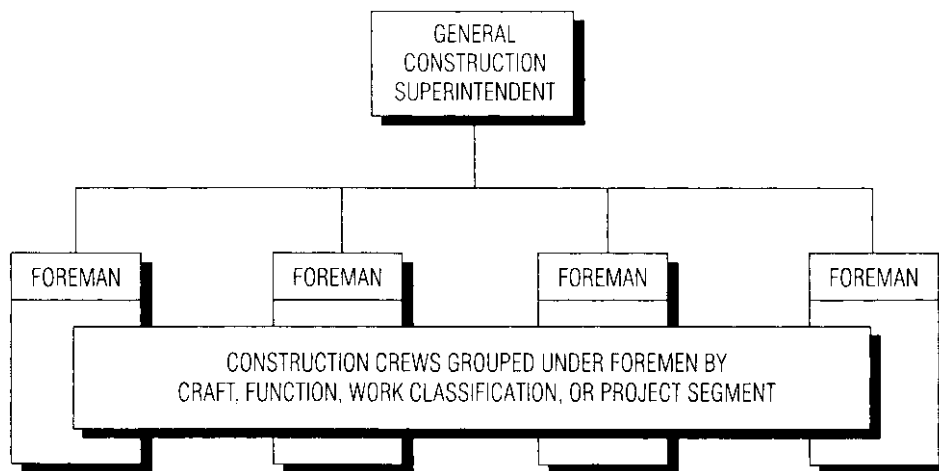 GENERAL
CONSTRUCTION
SUPERINTENDENT
FOREMAN
FOREMAN
FOREMAN
FOREMAN
CONSTRUCTION CREWS GROUPED UNDER FOREMEN BY
CRAFT, FUNCTION, WORK CLASSIFICATION, OR PROJECT SEGMENT